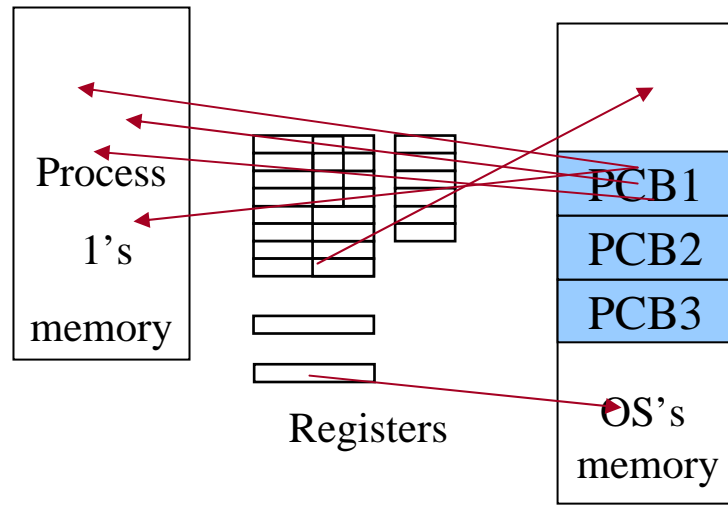 Process
1's
memory
Registers
PCB1
PCB2
PCB3
OS's
memory